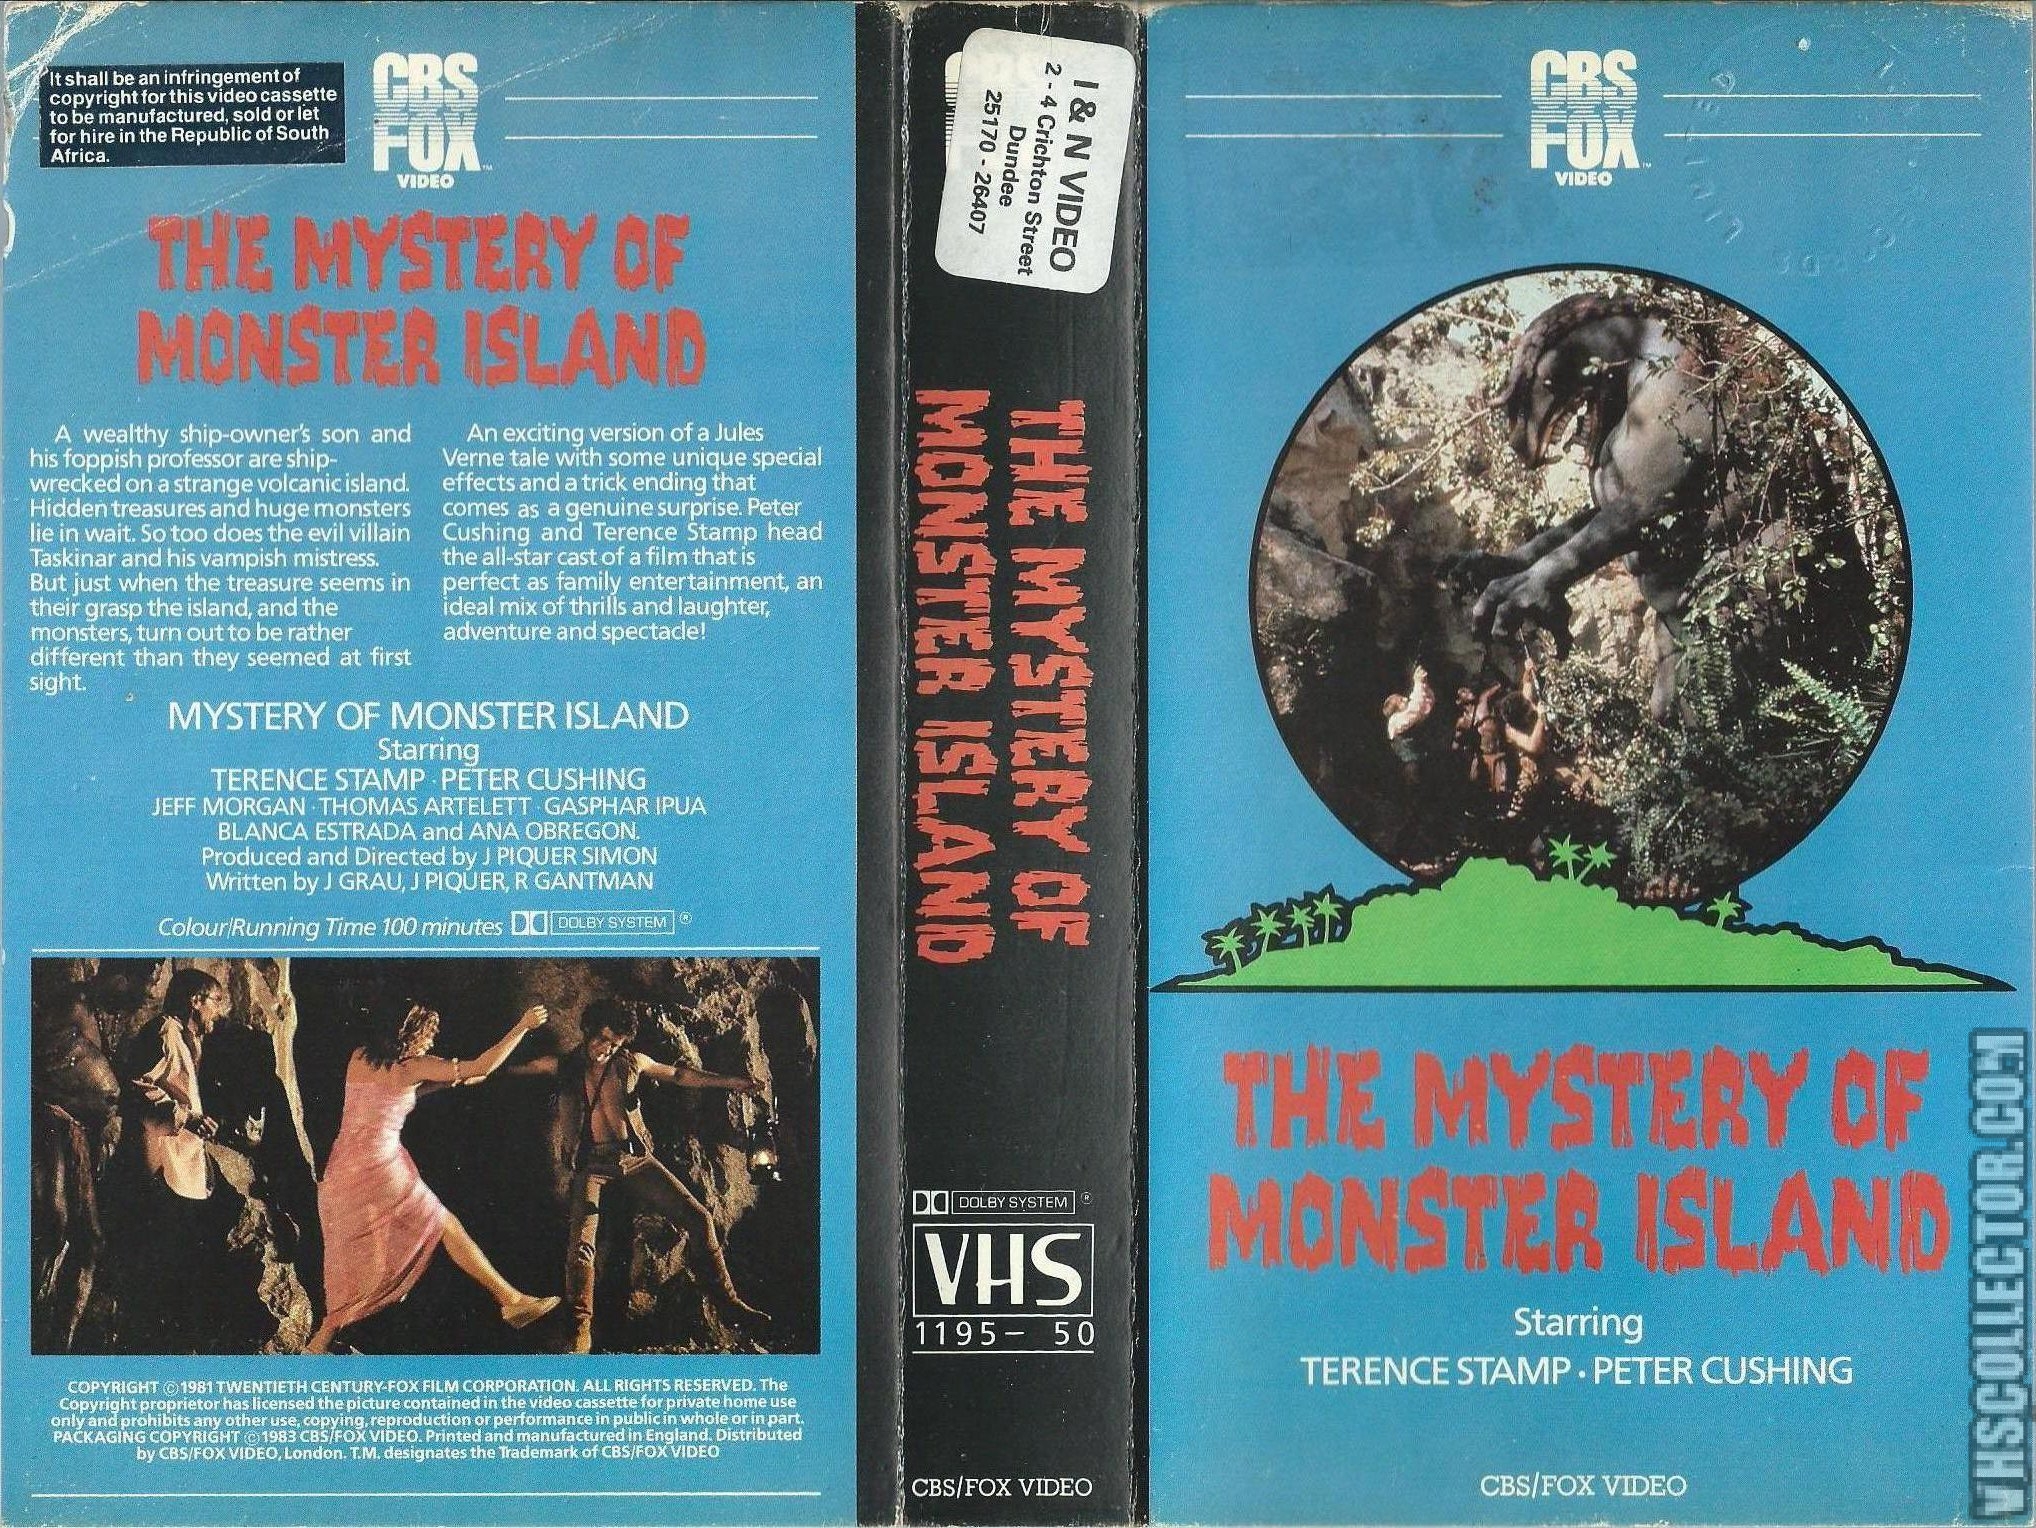 It shall be an infringement of
copyright for this video cassette
to be manufactured, sold or let
for hire in the Republic of South
Africa.
CBS
FOX
™
VIDEO
THE MYSTERY OF
MONSTER ISLAND
A wealthy ship-owner's son and
his foppish professor are ship-
wrecked on a strange volcanic island.
Hidden treasures and huge monsters
lie in wait. So too does the evil villain
Taskinar and his vampish mistress.
But just when the treasure seems in
their grasp the island, and the
monsters, turn out to be rather
different than they seemed at first
sight.
An exciting version of a Jules
Verne tale with some unique special
effects and a trick ending that
comes as a genuine surprise. Peter
Cushing and Terence Stamp head
the all-star cast of a film that is
perfect as family entertainment, an
ideal mix of thrills and laughter,
adventure and spectacle!
MYSTERY OF MONSTER ISLAND
Starring
TERENCE STAMP · PETER CUSHING
JEFF MORGAN · THOMAS ARTELETT · GASPHAR IPUA
BLANCA ESTRADA and ANA OBREGON.
Produced and Directed by J PIQUER SIMON
Written by J GRAU, J PIQUER, R GANTMAN
Colour/Running Time 100 minutes DOLBY SYSTEM ®
COPYRIGHT ©1981 TWENTIETH CENTURY-FOX FILM CORPORATION. ALL RIGHTS RESERVED. The
Copyright proprietor has licensed the picture contained in the video cassette for private home use
only and prohibits any other use, copying, reproduction or performance in public in whole or in part.
PACKAGING COPYRIGHT ©1983 CBS/FOX VIDEO. Printed and manufactured in England. Distributed
by CBS/FOX VIDEO, London. T.M. designates the Trademark of CBS/FOX VIDEO
I & N VIDEO
2 - 4 Crichton Street
Dundee
25170 - 26407
THE MYSTERY OF
MONSTER ISLAND
DOLBY SYSTEM ®
VHS
1195- 50
CBS/FOX VIDEO
CBS
FOX
™
VIDEO
THE MYSTERY OF
MONSTER ISLAND
Starring
TERENCE STAMP · PETER CUSHING
CBS/FOX VIDEO
VHSCOLLECTOR.COM